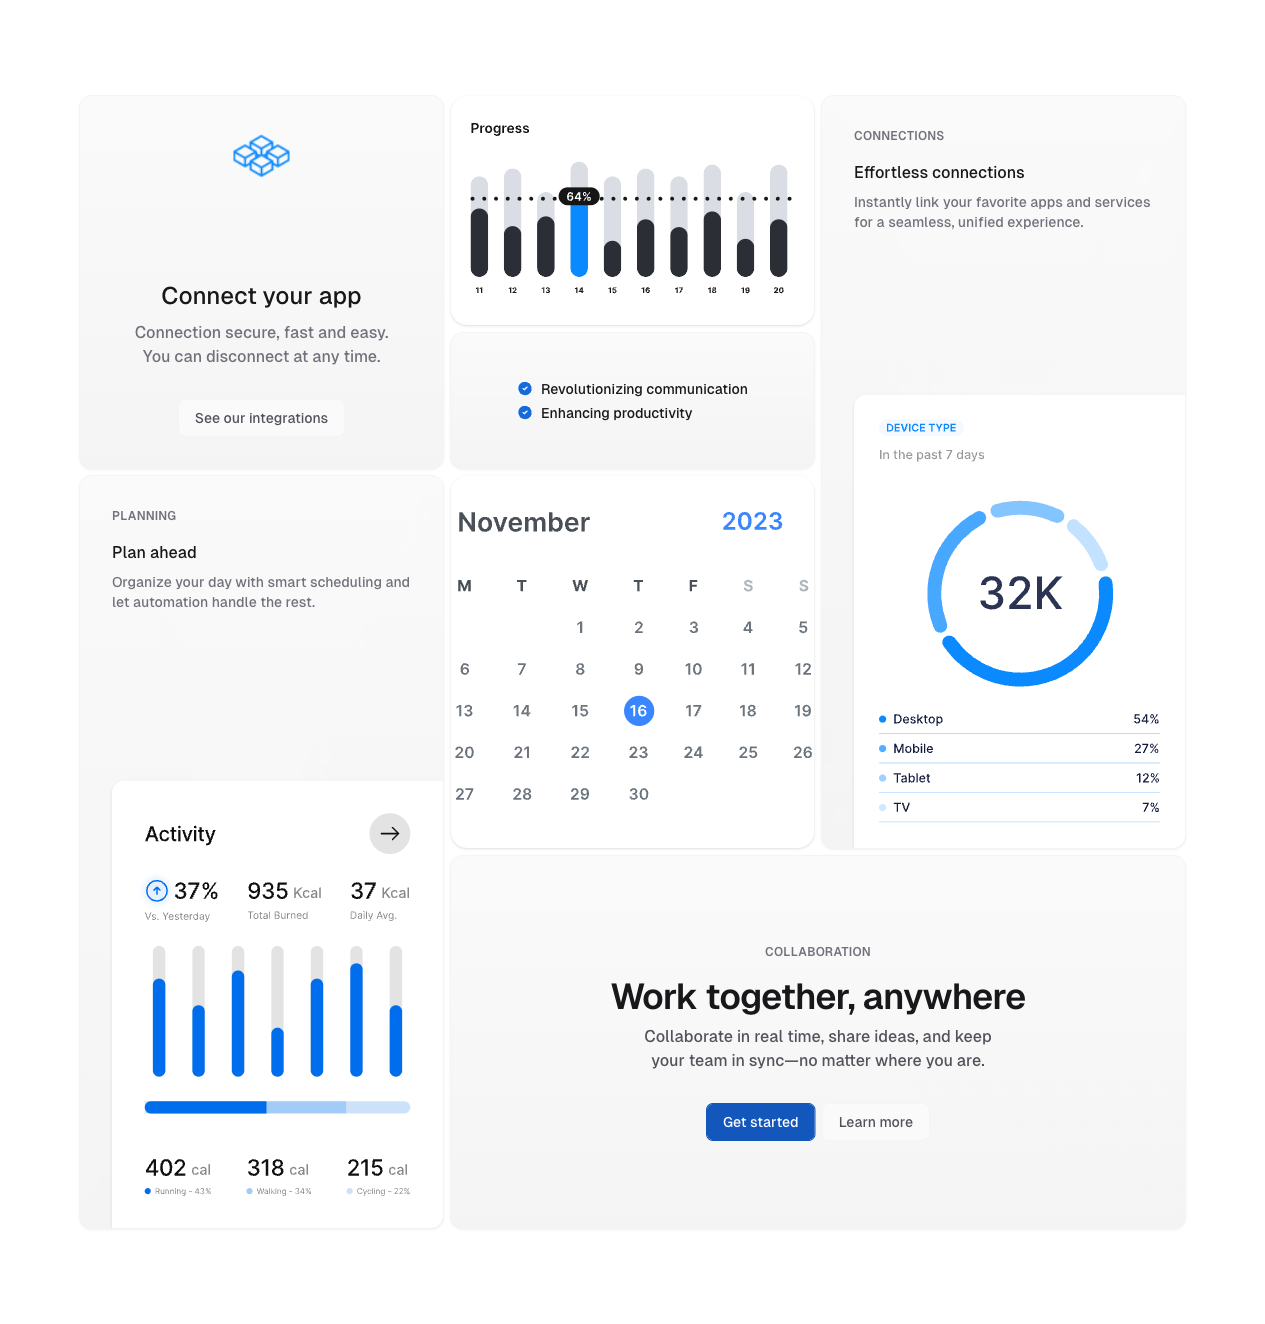 Connect your app
Connection secure, fast and easy.
You can disconnect at any time.
See our integrations
Progress
64%
11 12 13 14 15 16 17 18 19 20
Revolutionizing communication
Enhancing productivity
CONNECTIONS
Effortless connections
Instantly link your favorite apps and services
for a seamless, unified experience.
DEVICE TYPE
In the past 7 days
32K
Desktop 54%
Mobile 27%
Tablet 12%
TV 7%
PLANNING
Plan ahead
Organize your day with smart scheduling and
let automation handle the rest.
Activity
37% 935 Kcal 37 Kcal
Vs. Yesterday Total Burned Daily Avg.
402 cal 318 cal 215 cal
Running - 43% Walking - 34% Cycling - 22%
November 2023
M T W T F S S
1 2 3 4 5
6 7 8 9 10 11 12
13 14 15 16 17 18 19
20 21 22 23 24 25 26
27 28 29 30
COLLABORATION
Work together, anywhere
Collaborate in real time, share ideas, and keep
your team in sync—no matter where you are.
Get started Learn more